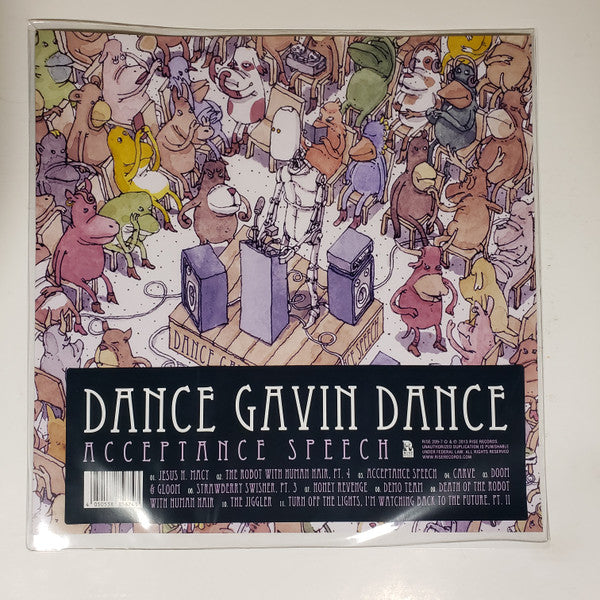 DANCE GAVIN DANCE
ACCEPTANCE SPEECH
RISE 209-7 ℗ & © 2013 RISE RECORDS.
UNAUTHORIZED DUPLICATION IS PUNISHABLE
UNDER FEDERAL LAW. ALL RIGHTS RESERVED
WWW.RISERECORDS.COM
01. JESUS H. MACY 02. THE ROBOT WITH HUMAN HAIR, PT. 4 03. ACCEPTANCE SPEECH 04. CARVE 05. DOOM
& GLOOM 06. STRAWBERRY SWISHER, PT. 3 07. HONEY REVENGE 08. DEMO TEAM 09. DEATH OF THE ROBOT
WITH HUMAN HAIR 10. THE JIGGLER 11. TURN OFF THE LIGHTS, I'M WATCHING BACK TO THE FUTURE, PT. II